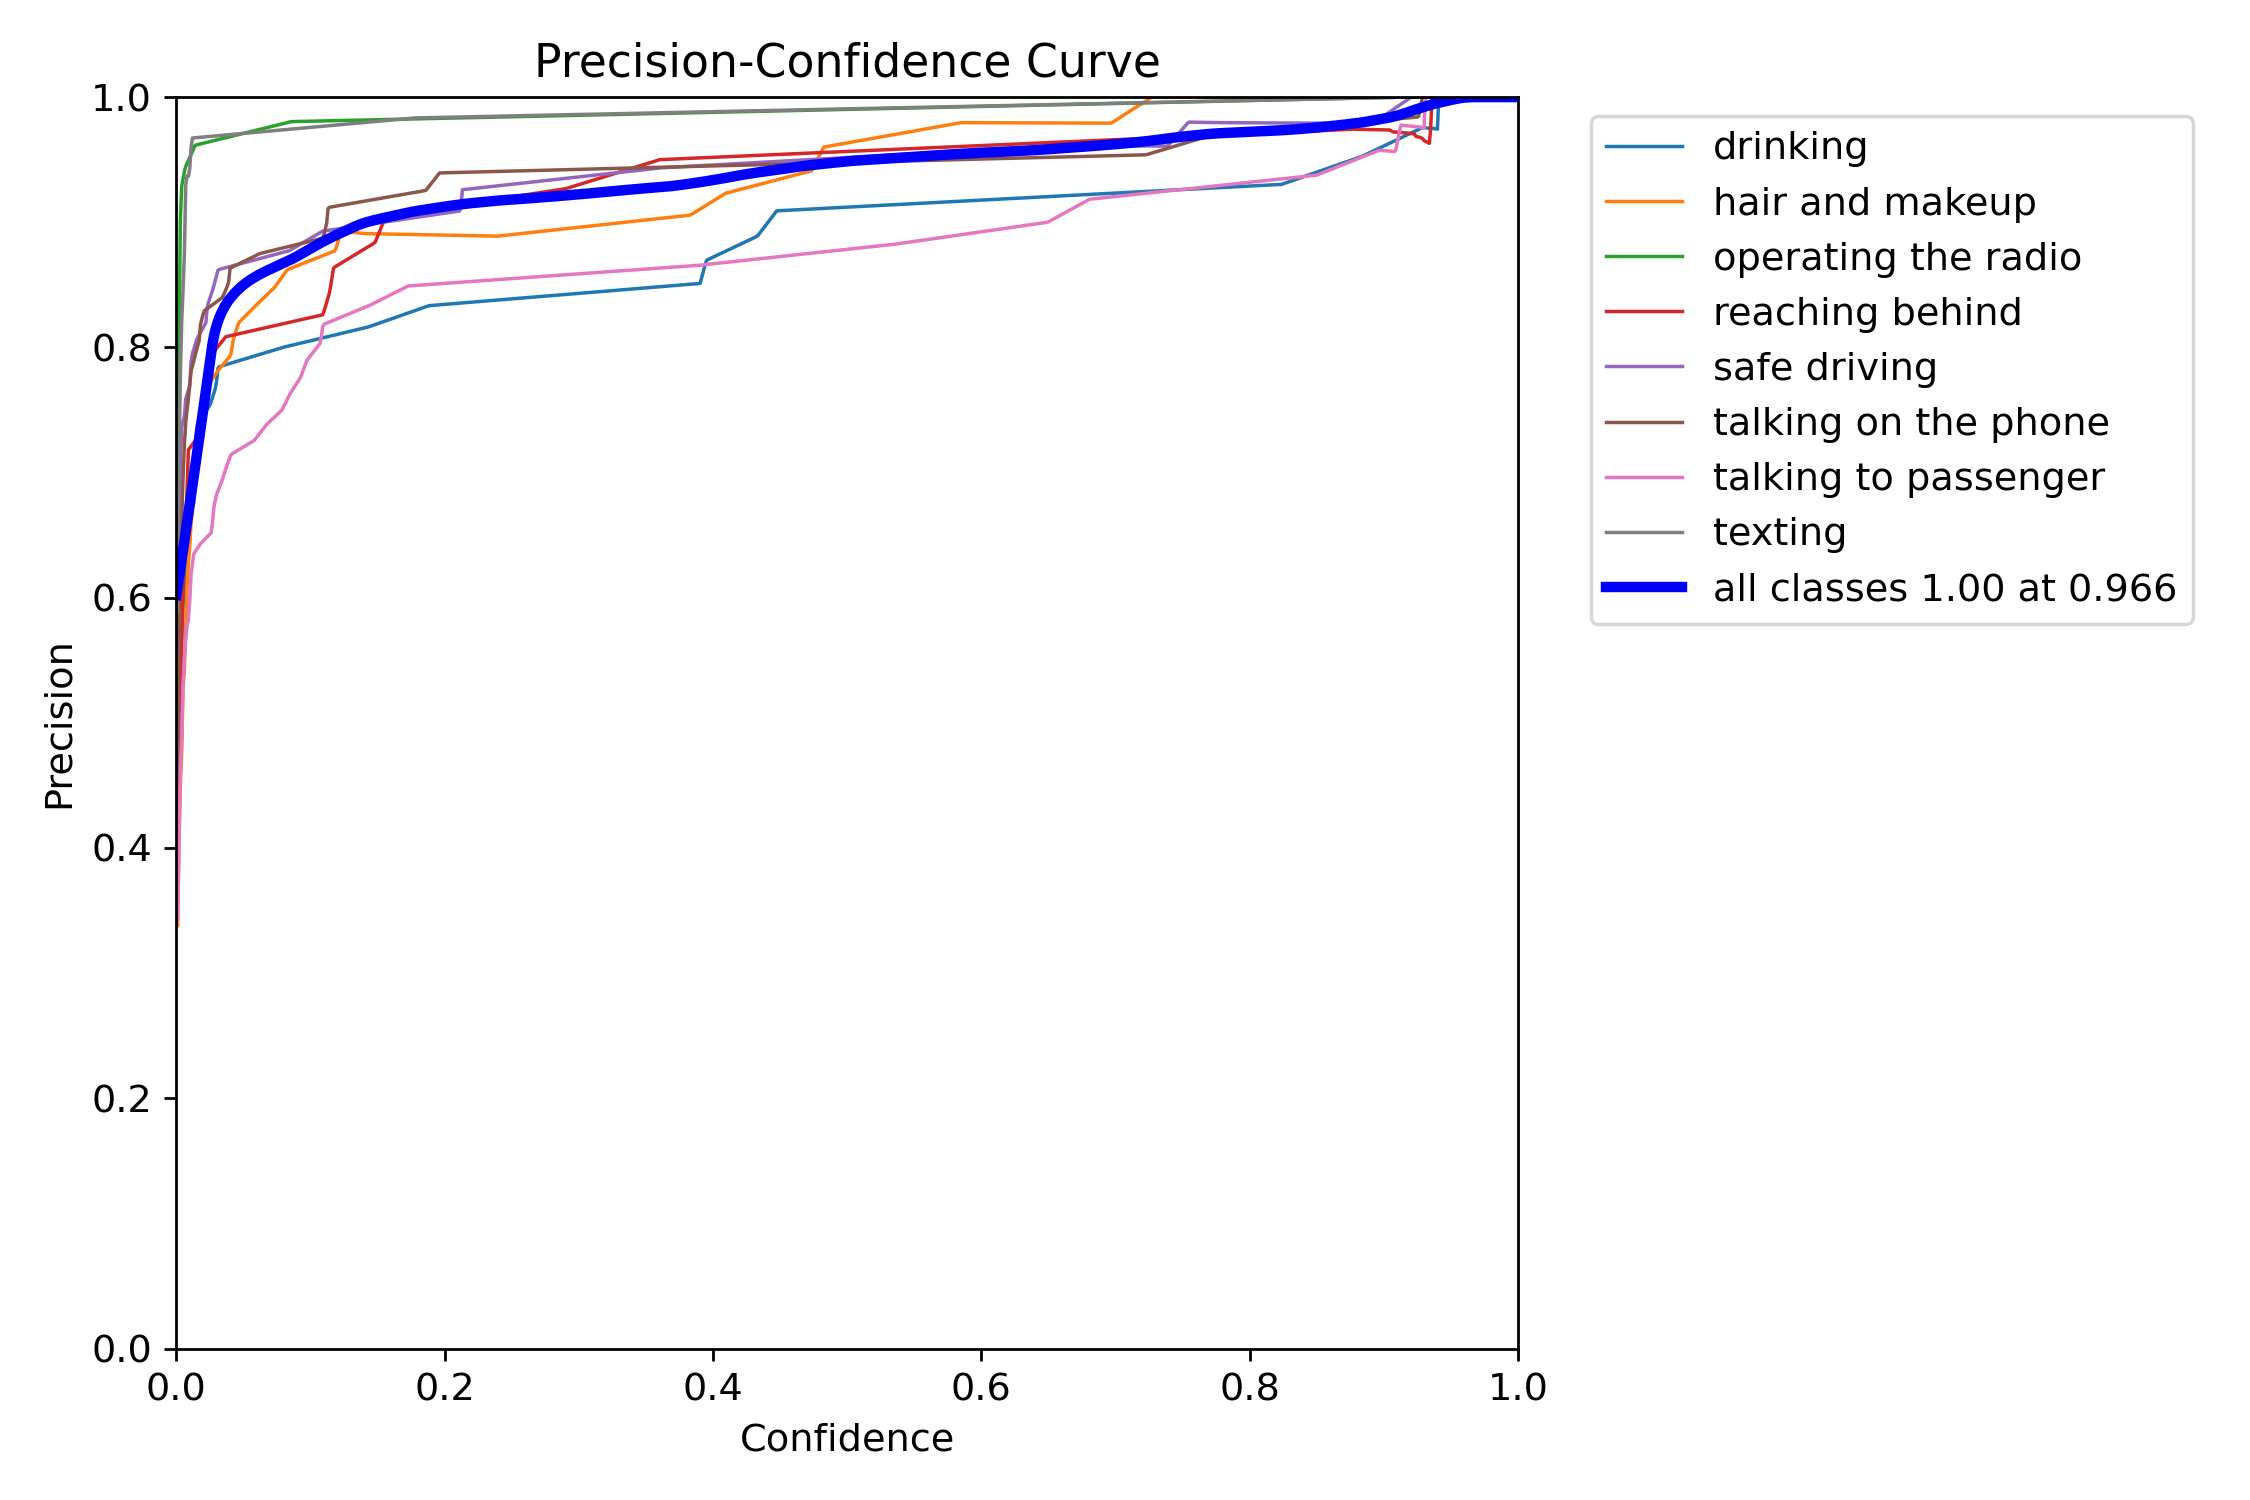 Precision-Confidence Curve
1.0
0.8
0.6
0.4
0.2
0.0
Precision
0.0 0.2 0.4 0.6 0.8 1.0
Confidence
drinking
hair and makeup
operating the radio
reaching behind
safe driving
talking on the phone
talking to passenger
texting
all classes 1.00 at 0.966